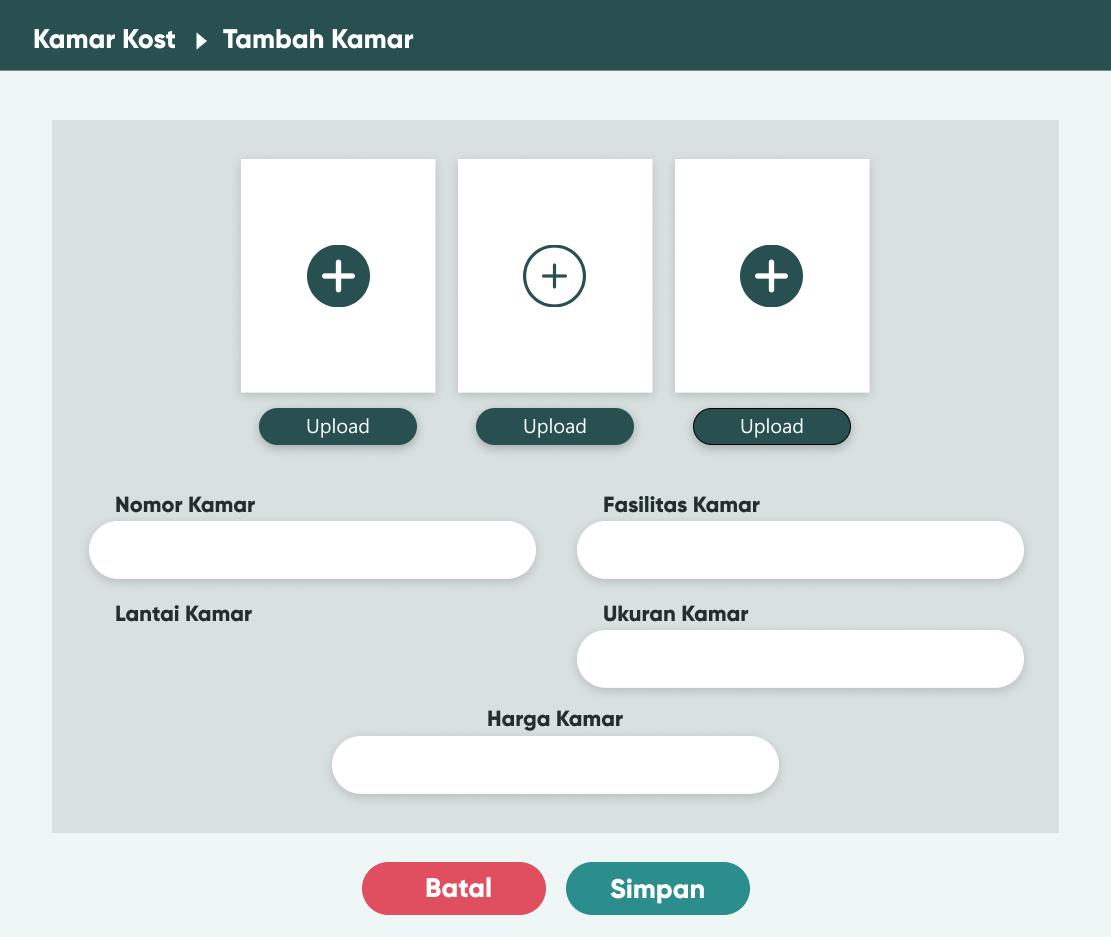 Kamar Kost Tambah Kamar
Upload Upload Upload
Nomor Kamar Fasilitas Kamar
Lantai Kamar Ukuran Kamar
Harga Kamar
Batal Simpan